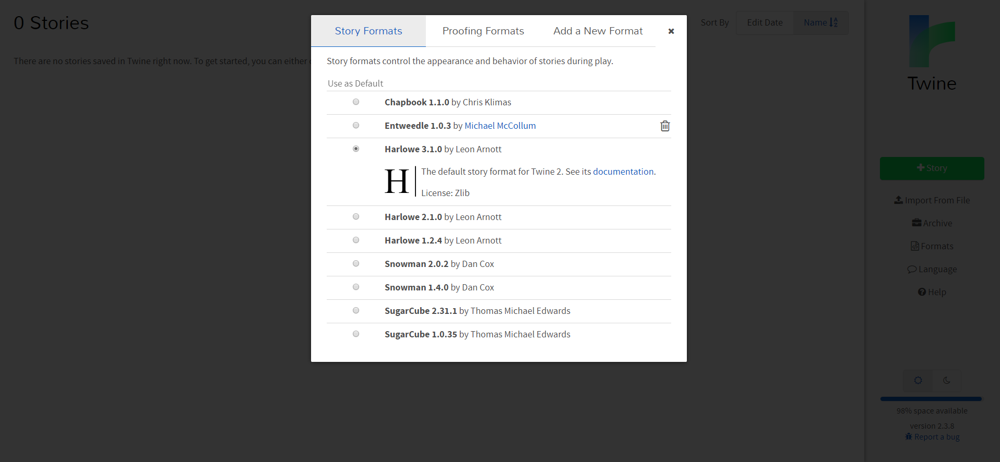 0 Stories
There are no stories saved in Twine right now. To get started, you can either
Sort By
Edit Date
Name
Story Formats
Proofing Formats
Add a New Format
Story formats control the appearance and behavior of stories during play.
Use as Default
Chapbook 1.1.0 by Chris Klimas
Entweedle 1.0.3 by Michael McCollum
Harlowe 3.1.0 by Leon Arnott
H
The default story format for Twine 2. See its documentation.
License: Zlib
Harlowe 2.1.0 by Leon Arnott
Harlowe 1.2.4 by Leon Arnott
Snowman 2.0.2 by Dan Cox
Snowman 1.4.0 by Dan Cox
SugarCube 2.31.1 by Thomas Michael Edwards
SugarCube 1.0.35 by Thomas Michael Edwards
Twine
Story
Import From File
Archive
Formats
Language
Help
98% space available
version 2.3.8
Report a bug